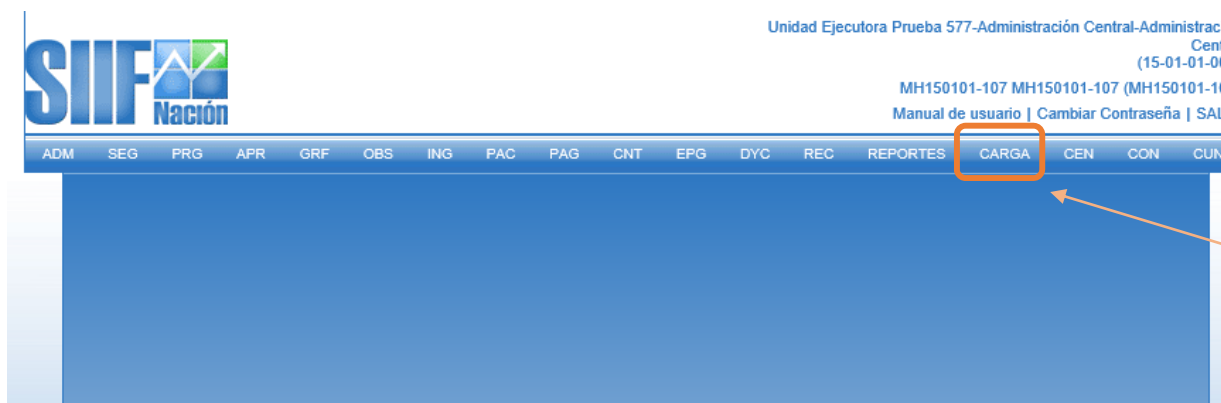 SIIF Nación
Unidad Ejecutora Prueba 577-Administración Central-Administrac
Cent
(15-01-01-00
MH150101-107 MH150101-107 (MH150101-10
Manual de usuario | Cambiar Contraseña | SAL
ADM SEG PRG APR GRF OBS ING PAC PAG CNT EPG DYC REC REPORTES CARGA CEN CON CUN